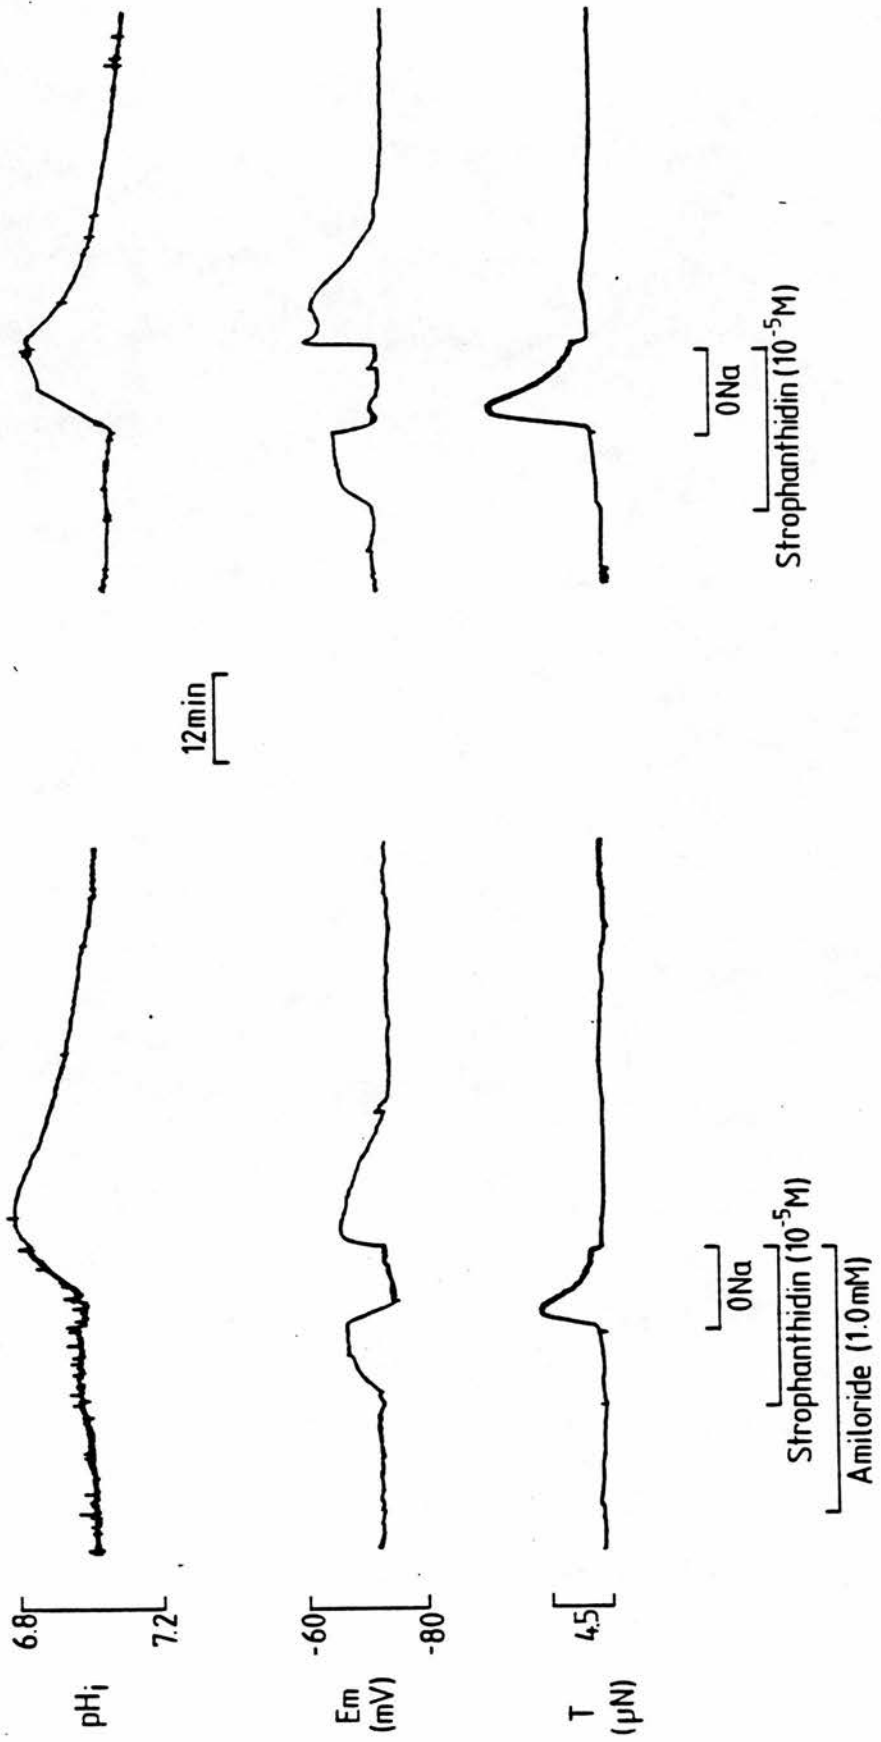 6.8
pHi
7.2
-60
Em
(mV)
-80
T
(µN)
4.5
12min
0Na
Strophanthidin (10⁻⁵M)
Amiloride (1.0mM)
0Na
Strophanthidin (10⁻⁵M)